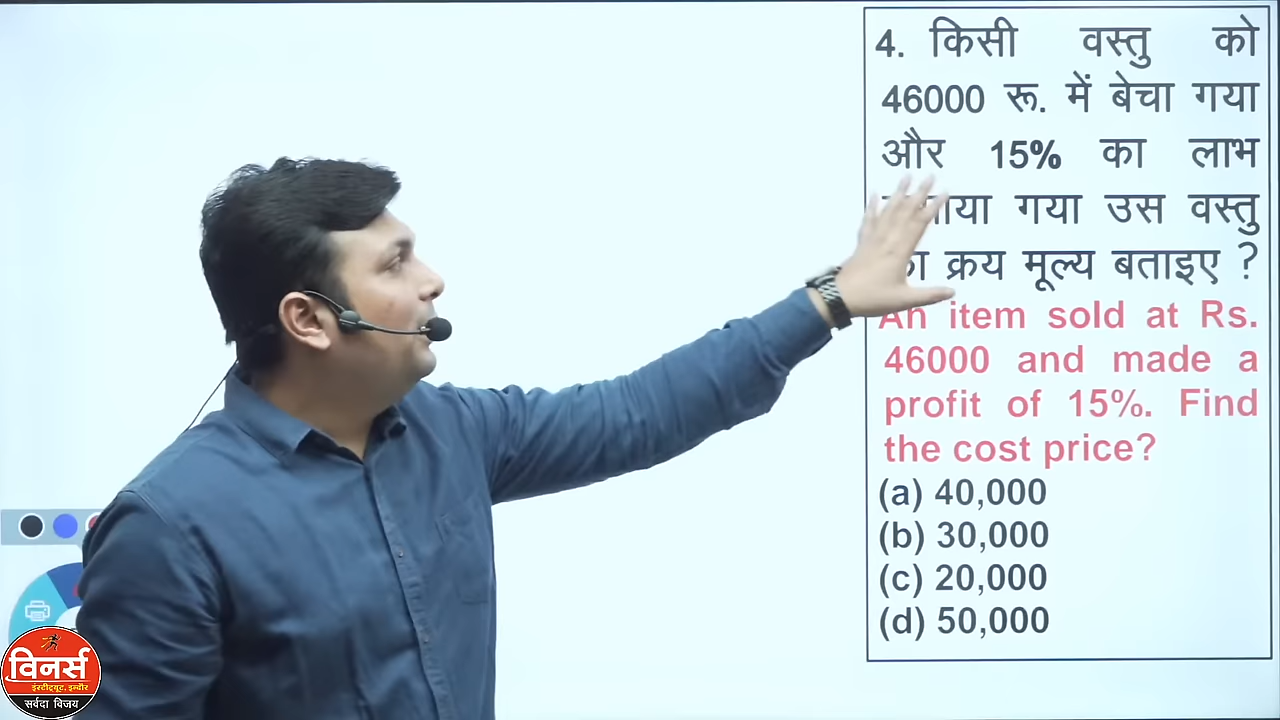 4. किसी वस्तु को
46000 रू. में बेचा गया
और 15% का लाभ
गया उस वस्तु
क्रय मूल्य बताइए ?
An item sold at Rs.
46000 and made a
profit of 15%. Find
the cost price?
(a) 40,000
(b) 30,000
(c) 20,000
(d) 50,000
विनर्स
इंस्टीट्यूट, इन्दौर
सर्वदा विजय